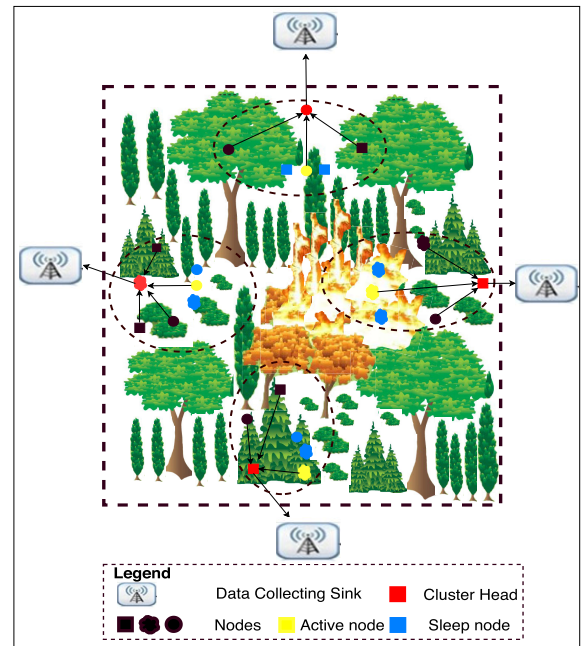 Legend
Data Collecting Sink
Cluster Head
Nodes
Active node
Sleep node